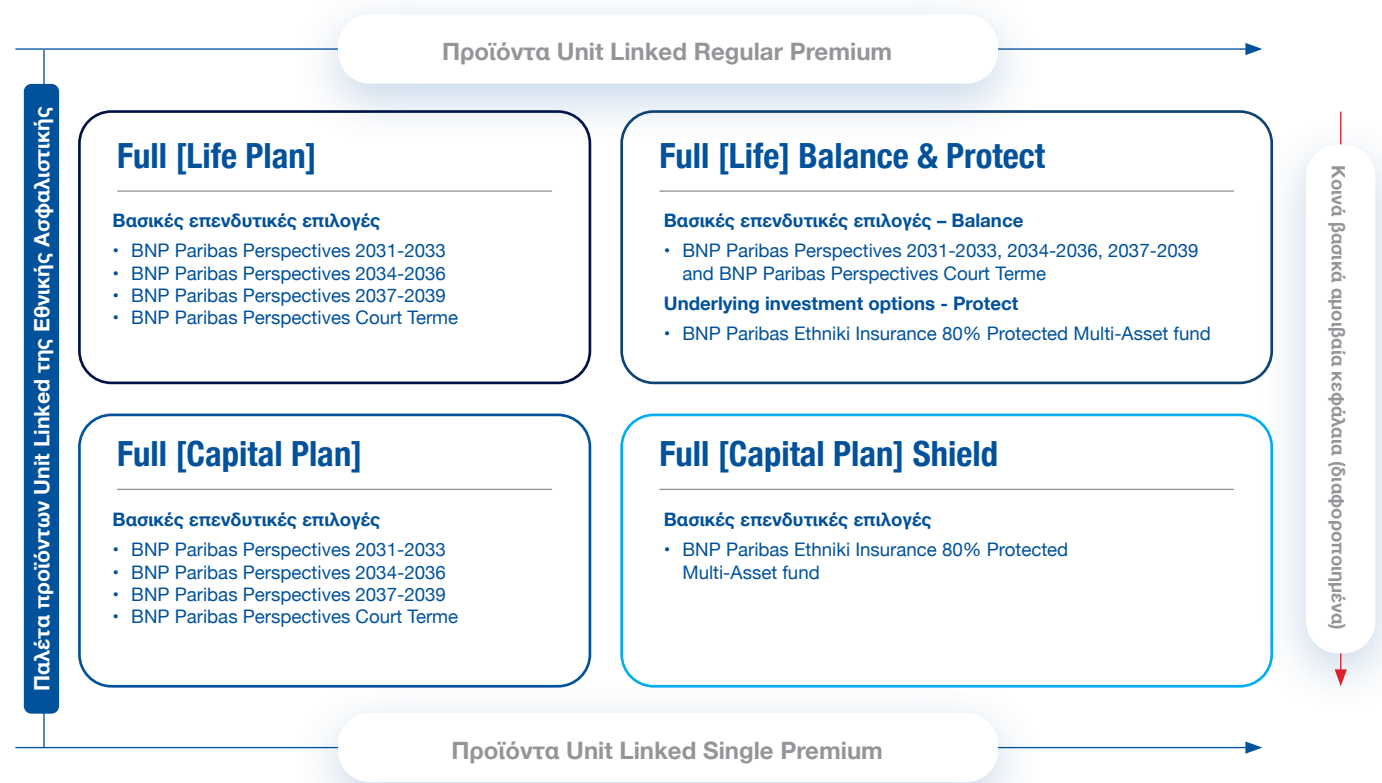 Προϊόντα Unit Linked Regular Premium
Παλέτα προϊόντων Unit Linked της Εθνικής Ασφαλιστικής
Full [Life Plan]
Βασικές επενδυτικές επιλογές
• BNP Paribas Perspectives 2031-2033
• BNP Paribas Perspectives 2034-2036
• BNP Paribas Perspectives 2037-2039
• BNP Paribas Perspectives Court Terme
Full [Life] Balance & Protect
Βασικές επενδυτικές επιλογές – Balance
• BNP Paribas Perspectives 2031-2033, 2034-2036, 2037-2039
and BNP Paribas Perspectives Court Terme
Underlying investment options - Protect
• BNP Paribas Ethniki Insurance 80% Protected Multi-Asset fund
Full [Capital Plan]
Βασικές επενδυτικές επιλογές
• BNP Paribas Perspectives 2031-2033
• BNP Paribas Perspectives 2034-2036
• BNP Paribas Perspectives 2037-2039
• BNP Paribas Perspectives Court Terme
Full [Capital Plan] Shield
Βασικές επενδυτικές επιλογές
• BNP Paribas Ethniki Insurance 80% Protected
Multi-Asset fund
Κοινά βασικά αμοιβαία κεφάλαια (διαφοροποιημένα)
Προϊόντα Unit Linked Single Premium